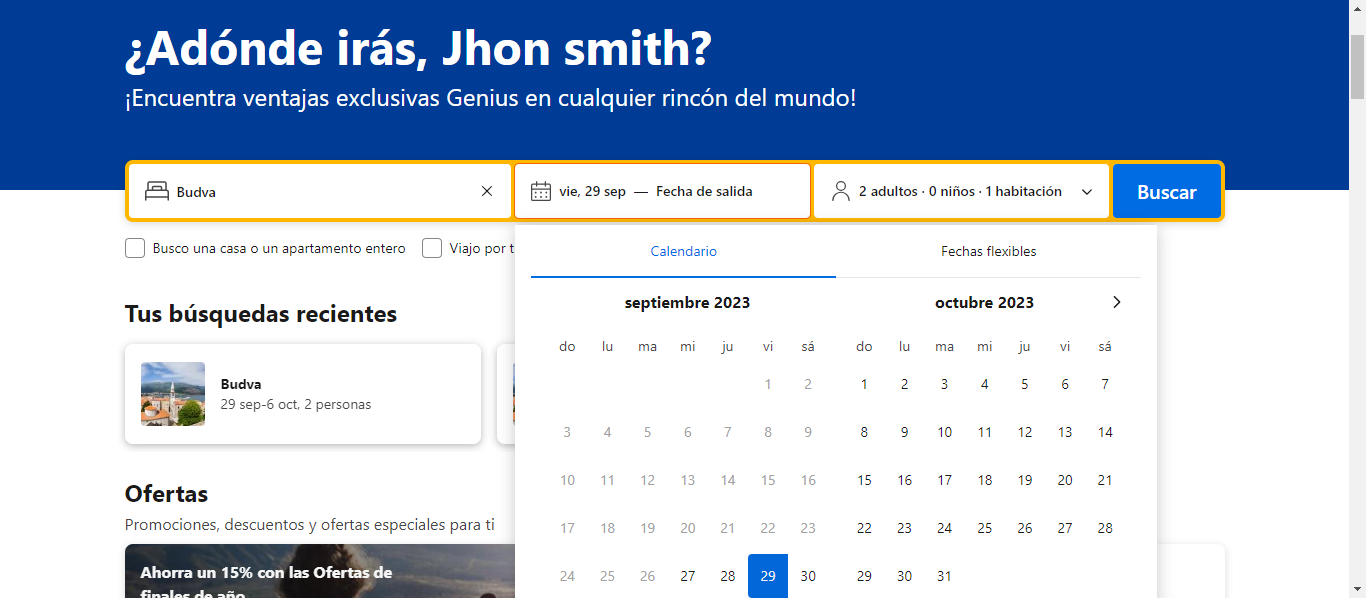 ¿Adónde irás, Jhon smith?
¡Encuentra ventajas exclusivas Genius en cualquier rincón del mundo!
Budva
vie, 29 sep — Fecha de salida
2 adultos · 0 niños · 1 habitación
Buscar
Busco una casa o un apartamento entero
Viajo por t
Calendario
Fechas flexibles
Tus búsquedas recientes
Budva
29 sep-6 oct, 2 personas
Ofertas
Promociones, descuentos y ofertas especiales para ti
Ahorra un 15% con las Ofertas de
finales de año
septiembre 2023
do lu ma mi ju vi sá
1 2
3 4 5 6 7 8 9
10 11 12 13 14 15 16
17 18 19 20 21 22 23
24 25 26 27 28 29 30
octubre 2023
do lu ma mi ju vi sá
1 2 3 4 5 6 7
8 9 10 11 12 13 14
15 16 17 18 19 20 21
22 23 24 25 26 27 28
29 30 31